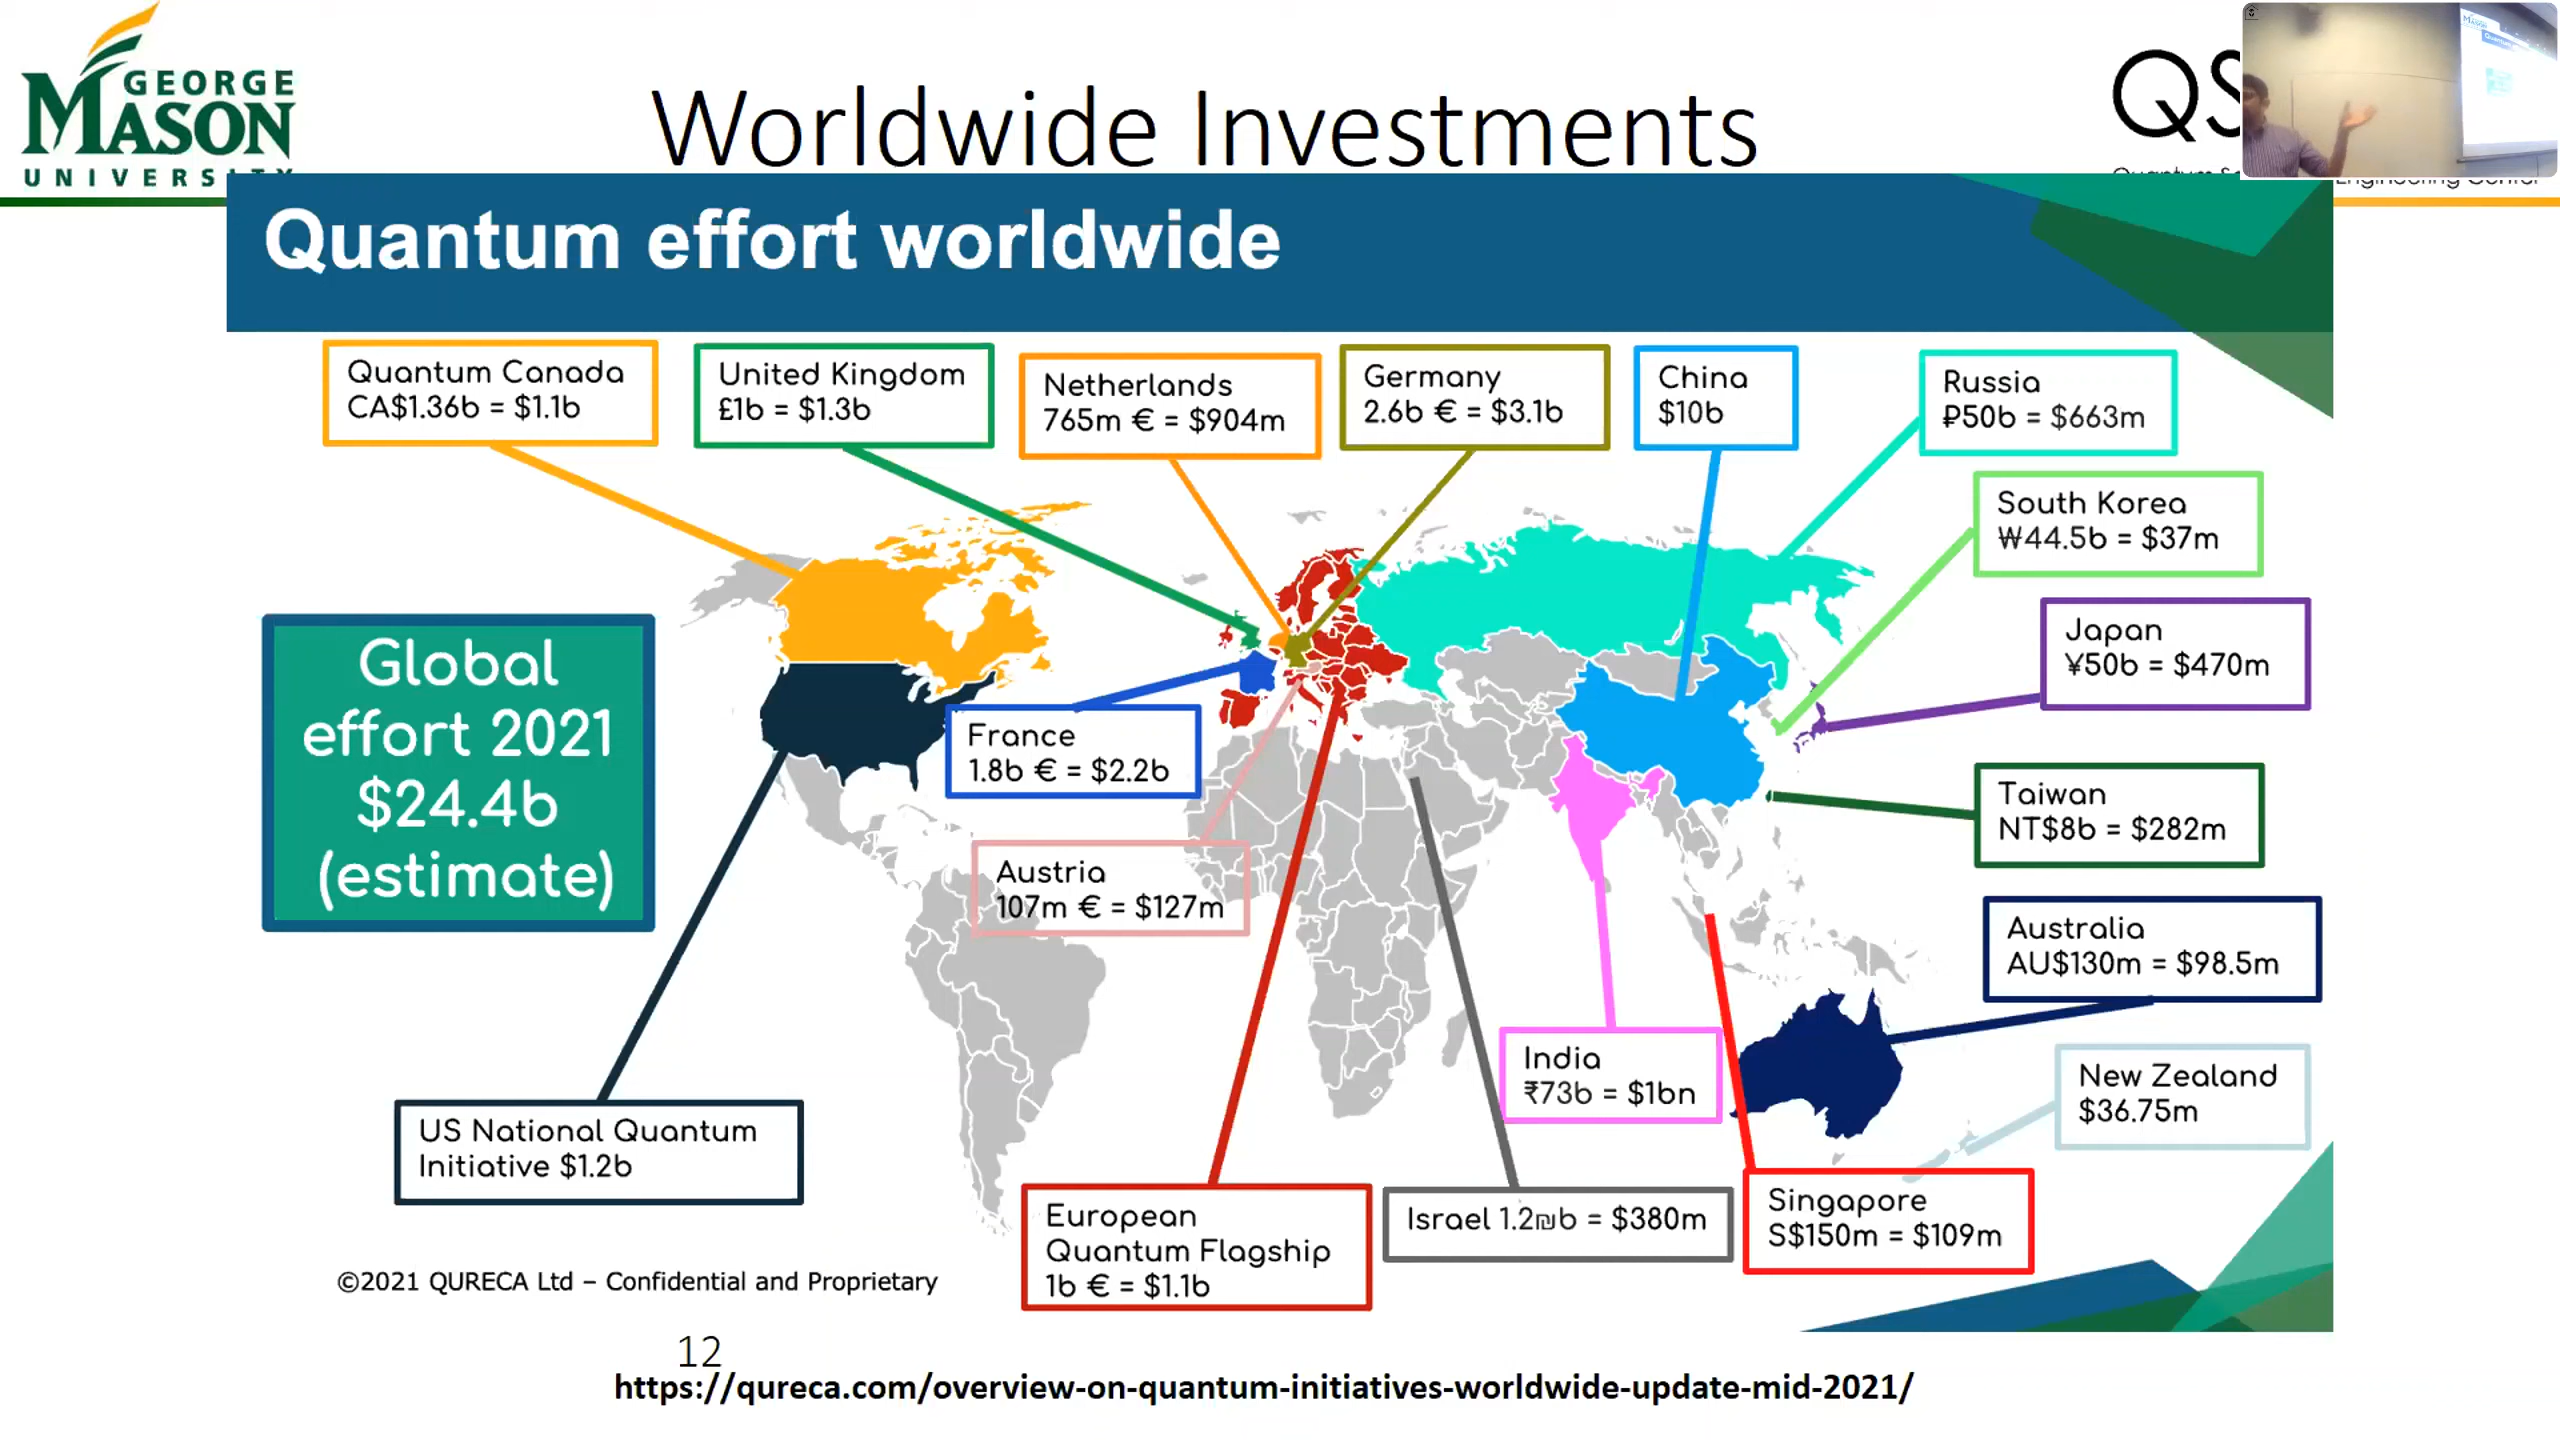 GEORGE
MASON
UNIVERSITY
Worldwide Investments
QS
Engineering Center
Quantum effort worldwide
Quantum Canada
CA$1.36b = $1.1b
United Kingdom
£1b = $1.3b
Netherlands
765m € = $904m
Germany
2.6b € = $3.1b
China
$10b
Russia
₽50b = $663m
South Korea
₩44.5b = $37m
Japan
¥50b = $470m
Global
effort 2021
$24.4b
(estimate)
France
1.8b € = $2.2b
Taiwan
NT$8b = $282m
Austria
107m € = $127m
Australia
AU$130m = $98.5m
India
₹73b = $1bn
New Zealand
$36.75m
US National Quantum
Initiative $1.2b
European
Quantum Flagship
1b € = $1.1b
Israel 1.2₪b = $380m
Singapore
S$150m = $109m
©2021 QURECA Ltd – Confidential and Proprietary
12
https://qureca.com/overview-on-quantum-initiatives-worldwide-update-mid-2021/